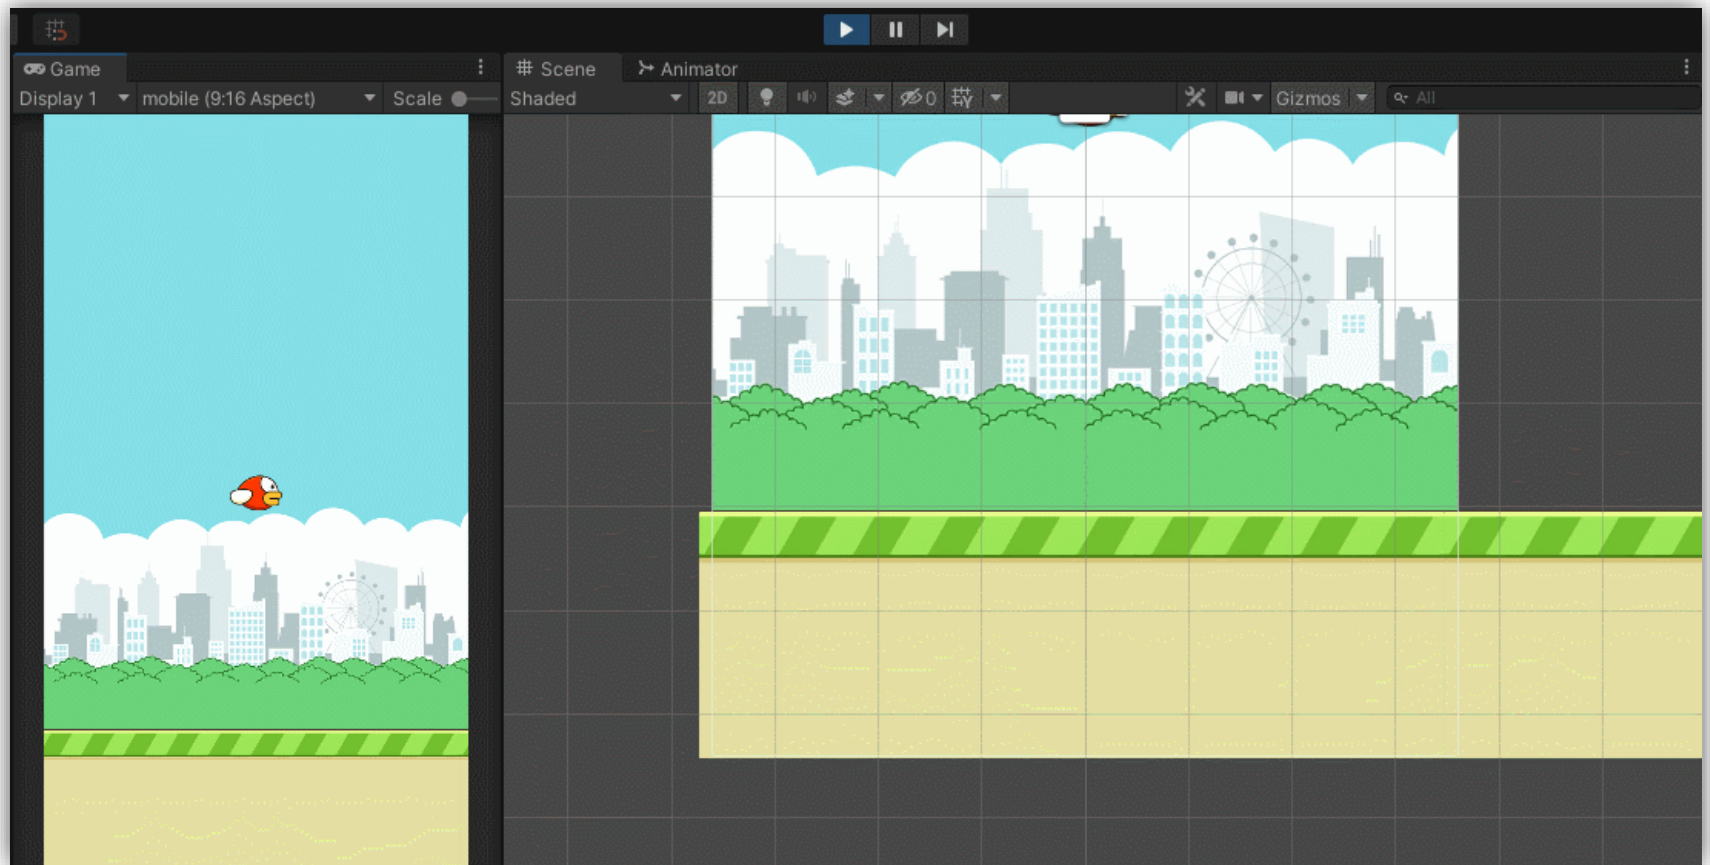 Game
Scene
Animator
Display 1
mobile (9:16 Aspect)
Scale
Shaded
2D
0
Gizmos
All